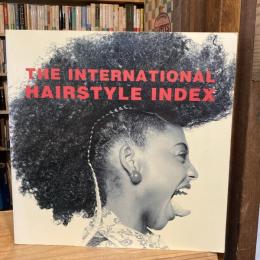 THE INTERNATIONAL
HAIRSTYLE INDEX